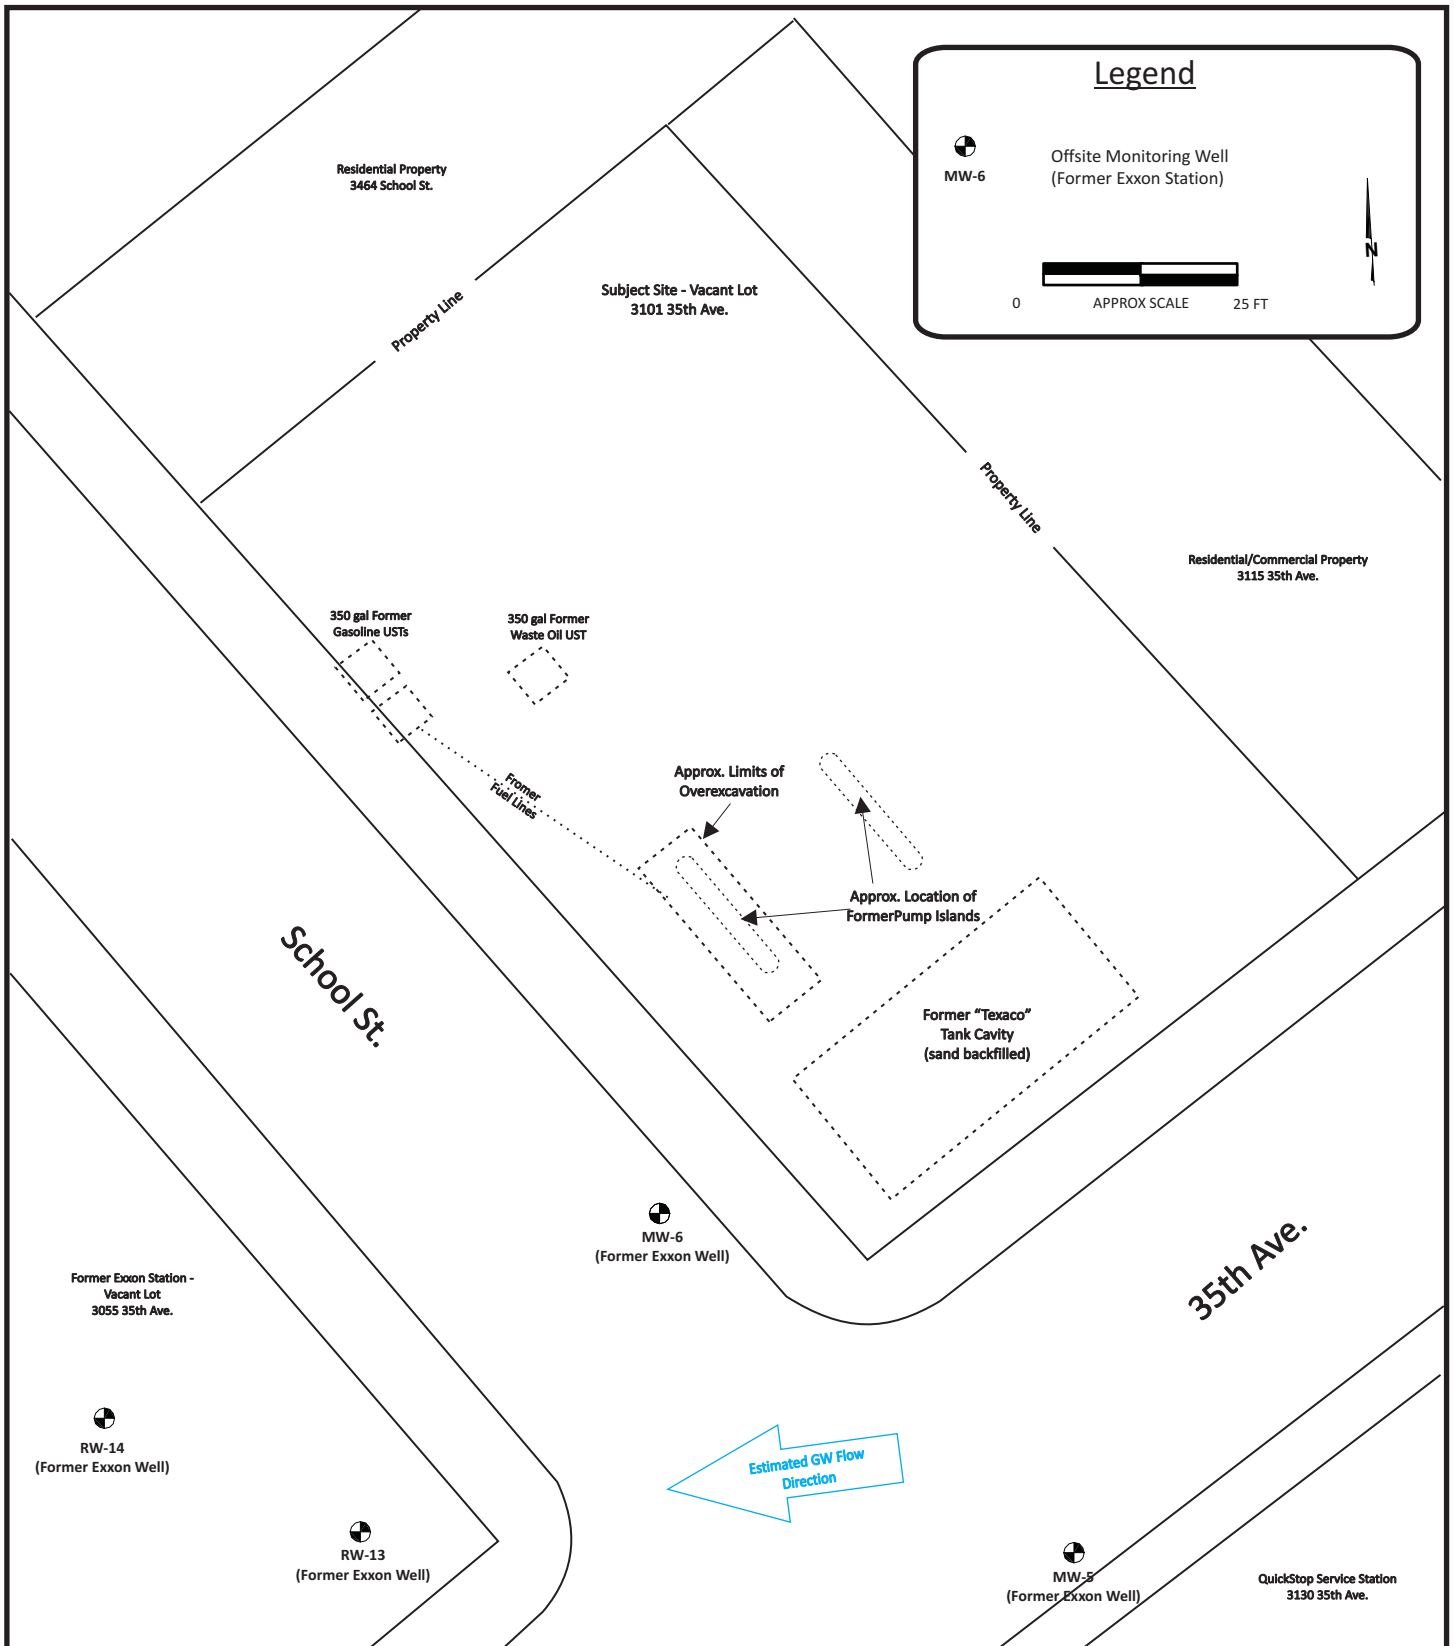 Legend
MW-6
Offsite Monitoring Well
(Former Exxon Station)
N
0
APPROX SCALE
25 FT
Residential Property
3464 School St.
Property Line
Subject Site - Vacant Lot
3101 35th Ave.
Property Line
Residential/Commercial Property
3115 35th Ave.
350 gal Former
Gasoline USTs
350 gal Former
Waste Oil UST
Fromer
Fuel Lines
Approx. Limits of
Overexcavation
Approx. Location of
FormerPump Islands
Former “Texaco”
Tank Cavity
(sand backfilled)
School St.
35th Ave.
MW-6
(Former Exxon Well)
Former Exxon Station -
Vacant Lot
3055 35th Ave.
RW-14
(Former Exxon Well)
RW-13
(Former Exxon Well)
Estimated GW Flow
Direction
MW-5
(Former Exxon Well)
QuickStop Service Station
3130 35th Ave.